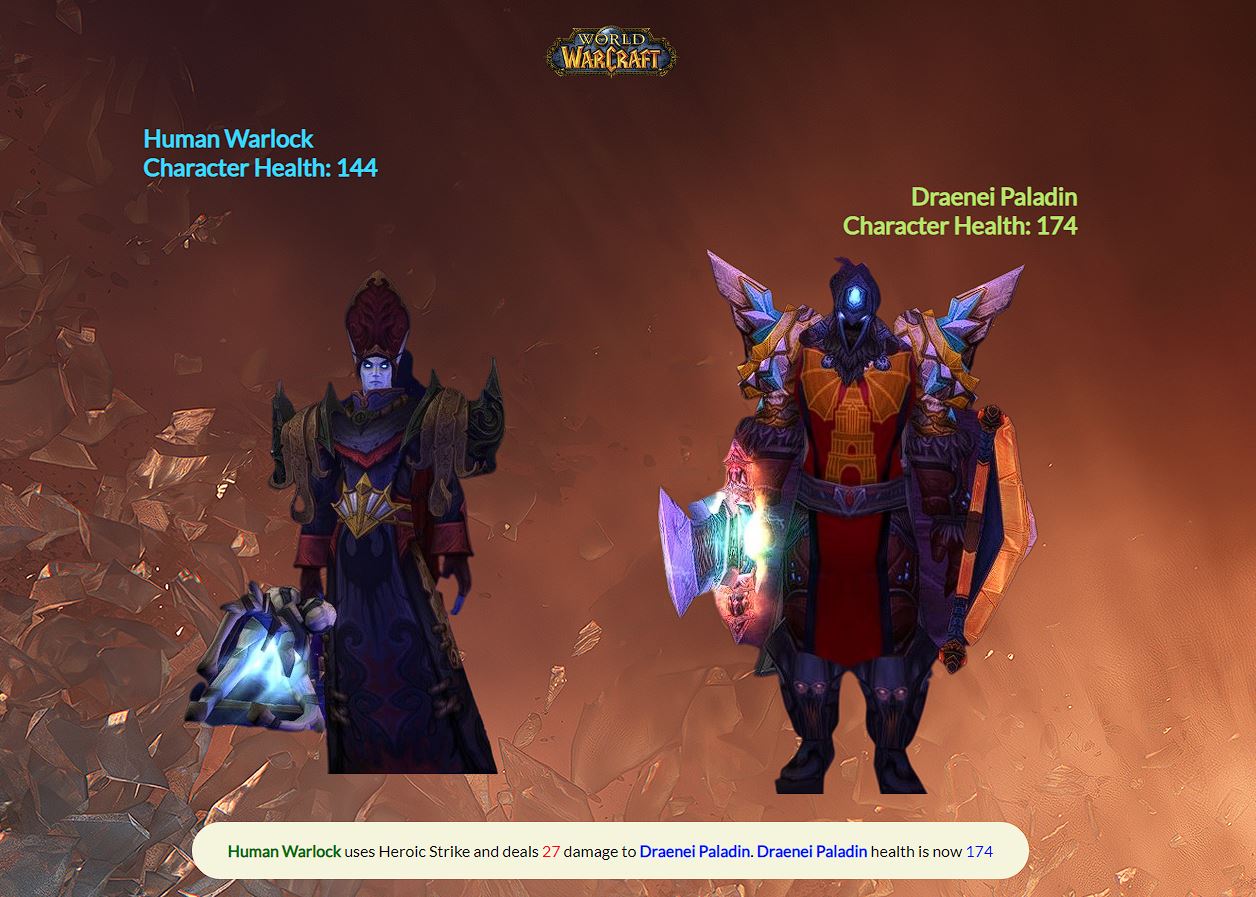 WORLD
WARCRAFT
Human Warlock
Character Health: 144
Draenei Paladin
Character Health: 174
Human Warlock uses Heroic Strike and deals 27 damage to Draenei Paladin. Draenei Paladin health is now 174